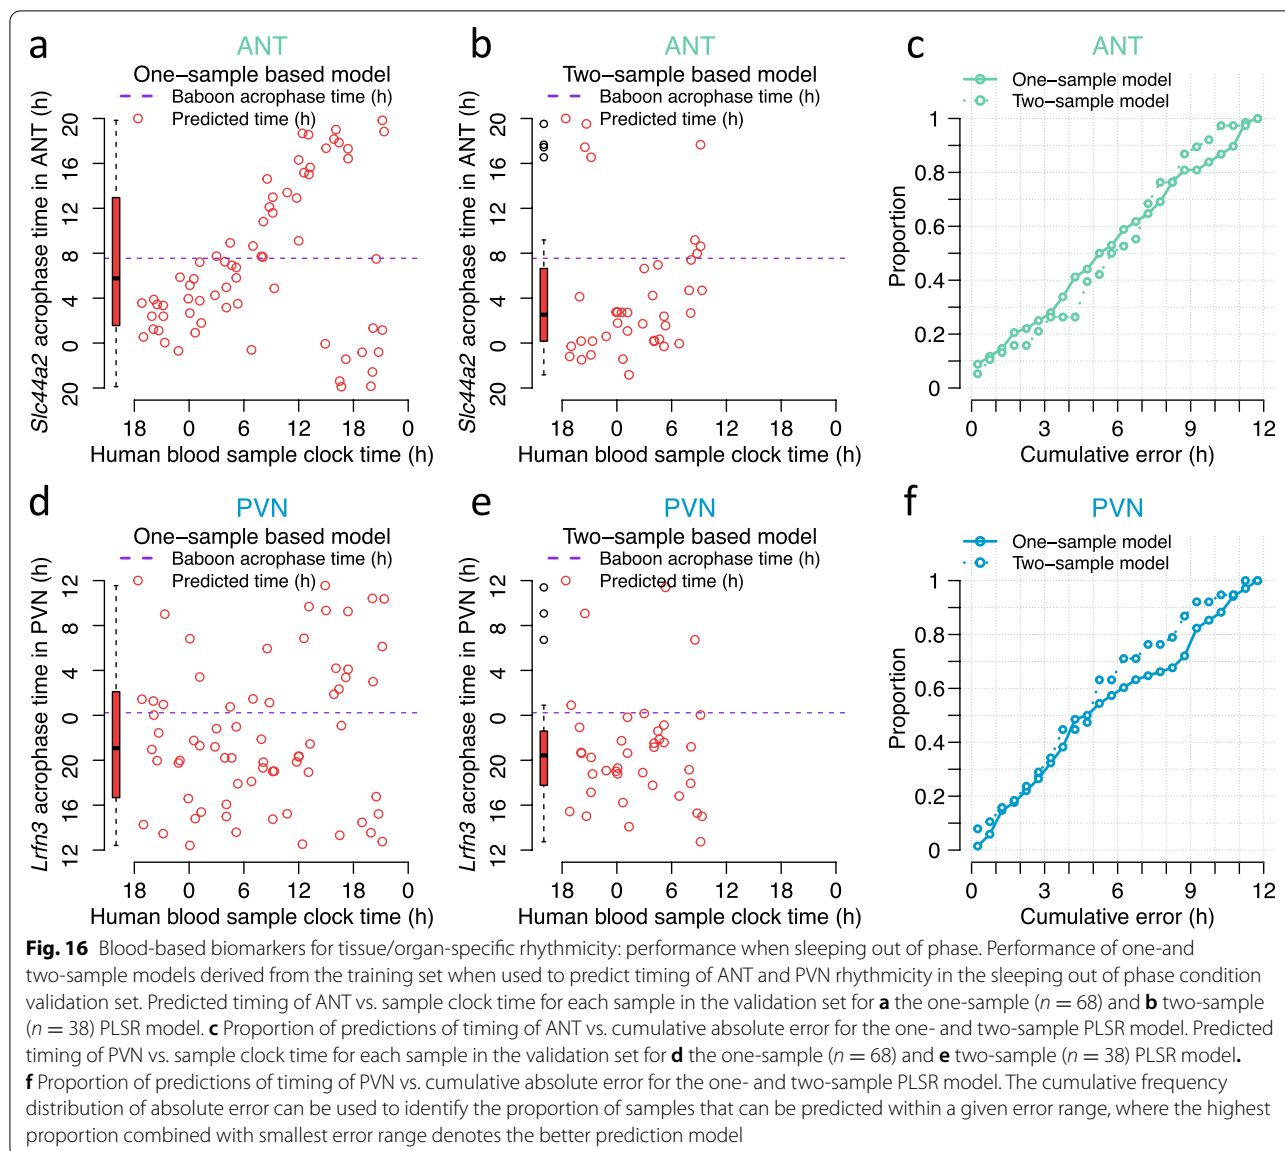 a
ANT
One–sample based model
Baboon acrophase time (h)
Predicted time (h)
Slc44a2 acrophase time in ANT (h)
20
16
12
8
4
0
20
18 0 6 12 18 0
Human blood sample clock time (h)
b
ANT
Two–sample based model
Baboon acrophase time (h)
Predicted time (h)
Slc44a2 acrophase time in ANT (h)
20
16
12
8
4
0
20
18 0 6 12 18 0
Human blood sample clock time (h)
c
ANT
One–sample model
Two–sample model
Proportion
1
0.8
0.6
0.4
0.2
0
0 3 6 9 12
Cumulative error (h)
d
PVN
One–sample based model
Baboon acrophase time (h)
Predicted time (h)
Lrfn3 acrophase time in PVN (h)
12
8
4
0
20
16
12
18 0 6 12 18 0
Human blood sample clock time (h)
e
PVN
Two–sample based model
Baboon acrophase time (h)
Predicted time (h)
Lrfn3 acrophase time in PVN (h)
12
8
4
0
20
16
12
18 0 6 12 18 0
Human blood sample clock time (h)
f
PVN
One–sample model
Two–sample model
Proportion
1
0.8
0.6
0.4
0.2
0
0 3 6 9 12
Cumulative error (h)
Fig. 16 Blood-based biomarkers for tissue/organ-specific rhythmicity: performance when sleeping out of phase. Performance of one-and
two-sample models derived from the training set when used to predict timing of ANT and PVN rhythmicity in the sleeping out of phase condition
validation set. Predicted timing of ANT vs. sample clock time for each sample in the validation set for a the one-sample (n = 68) and b two-sample
(n = 38) PLSR model. c Proportion of predictions of timing of ANT vs. cumulative absolute error for the one- and two-sample PLSR model. Predicted
timing of PVN vs. sample clock time for each sample in the validation set for d the one-sample (n = 68) and e two-sample (n = 38) PLSR model.
f Proportion of predictions of timing of PVN vs. cumulative absolute error for the one- and two-sample PLSR model. The cumulative frequency
distribution of absolute error can be used to identify the proportion of samples that can be predicted within a given error range, where the highest
proportion combined with smallest error range denotes the better prediction model